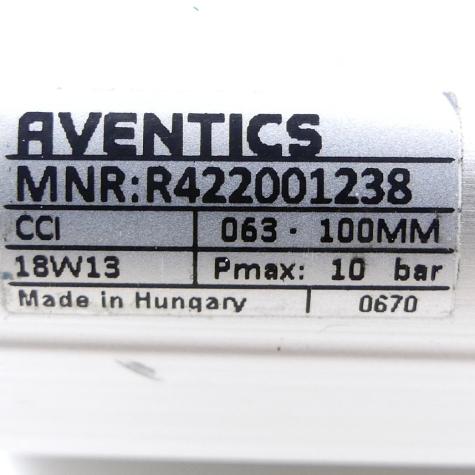 AVENTICS
MNR:R422001238
CCI 063 · 100MM
18W13 Pmax: 10 bar
Made in Hungary 0670